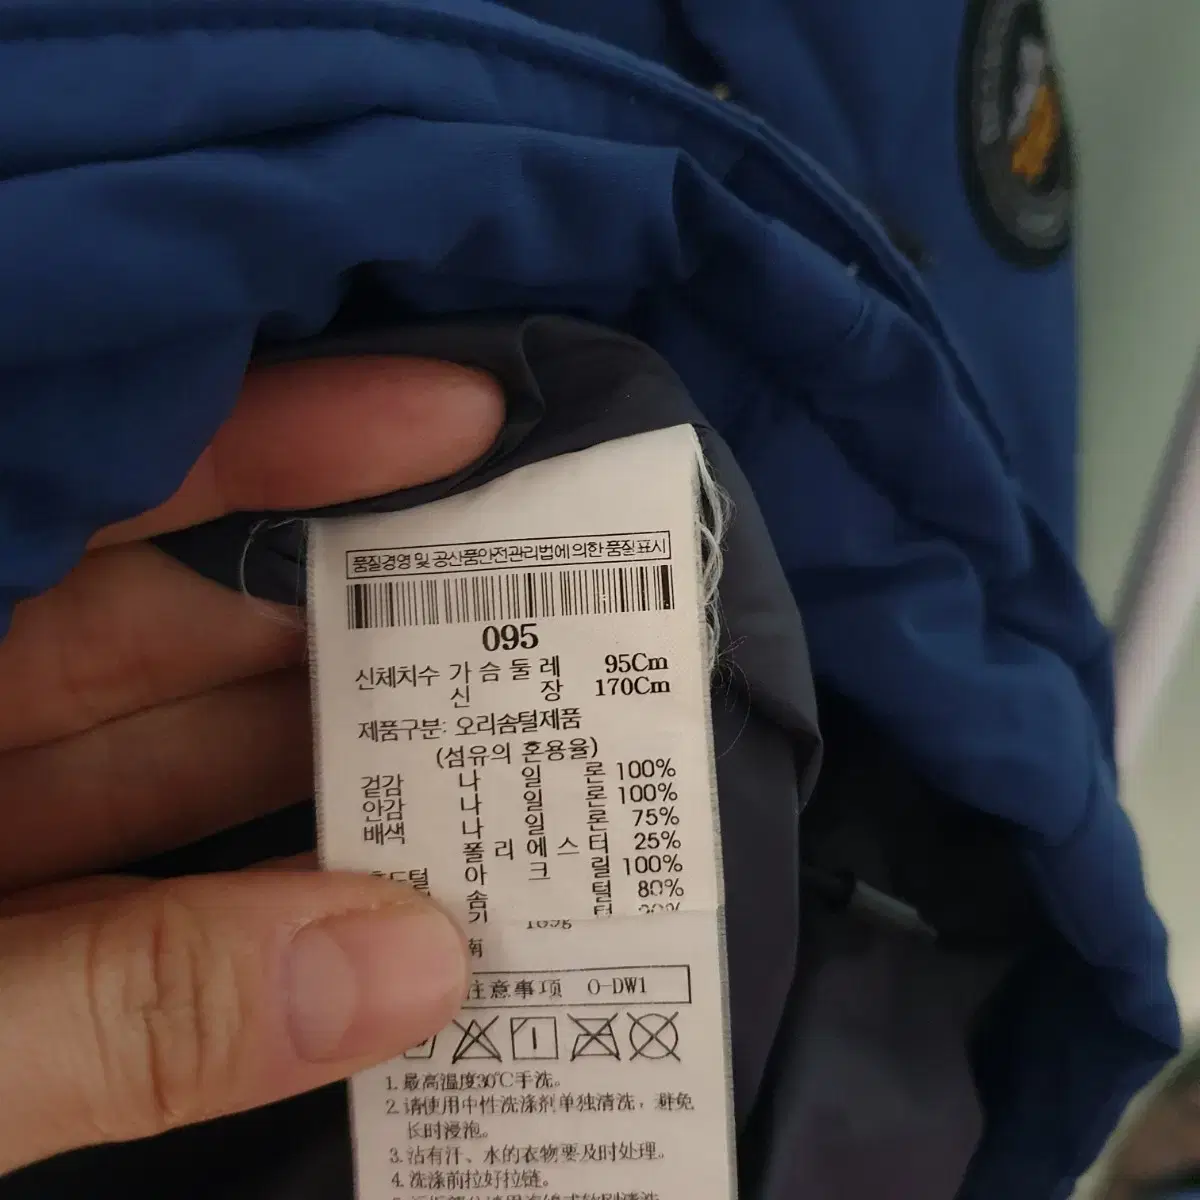 품질경영 및 공산품안전관리법에 의한 품질표시
095
신체치수 가 슴 둘 레 95Cm
신 장 170Cm
제품구분: 오리솜털제품
(섬유의 혼용율)
겉감 나 일 론 100%
안감 나 일 론 100%
배색 나 일 론 75%
폴 리 에 스 터 25%
아 크 릴 100%
솜 털 80%
기
南
注意事项 O-DW1
1.最高温度30℃手洗。
2.请使用中性洗涤剂单独清洗，避免
长时浸泡。
3.沾有汗、水的衣物要及时处理。
4.洗涤前拉好拉链。